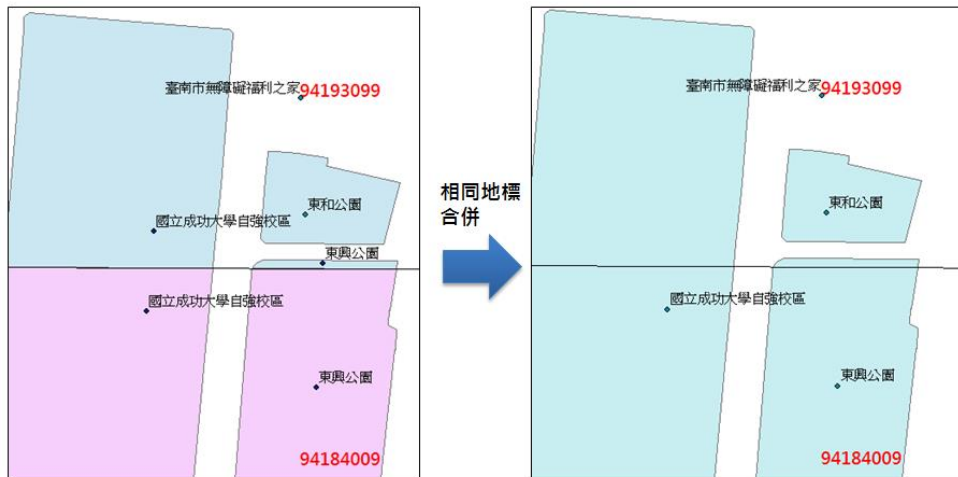 臺南市無障礙福利之家
94193099
東和公園
國立成功大學自強校區
東興公園
國立成功大學自強校區
東興公園
94184009
相同地標
合併
臺南市無障礙福利之家
94193099
東和公園
國立成功大學自強校區
東興公園
94184009